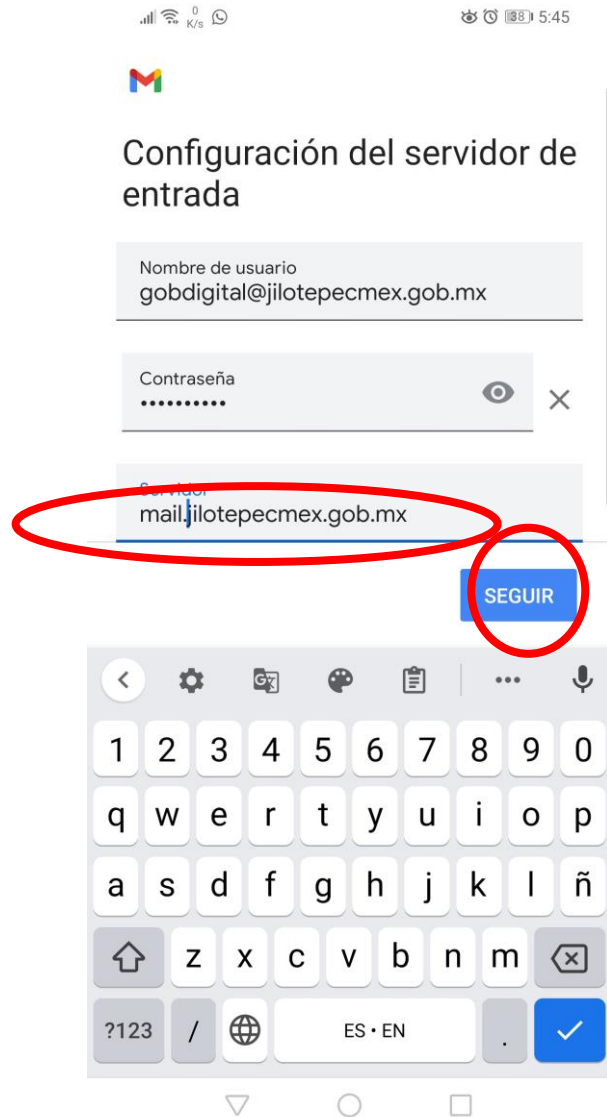 0
K/s
38 5:45
Configuración del servidor de
entrada
Nombre de usuario
gobdigital@jilotepecmex.gob.mx
Contraseña
••••••••••
Servidor
mail.jilotepecmex.gob.mx
SEGUIR
1 2 3 4 5 6 7 8 9 0
q w e r t y u i o p
a s d f g h j k l ñ
z x c v b n m
?123 / ES • EN .